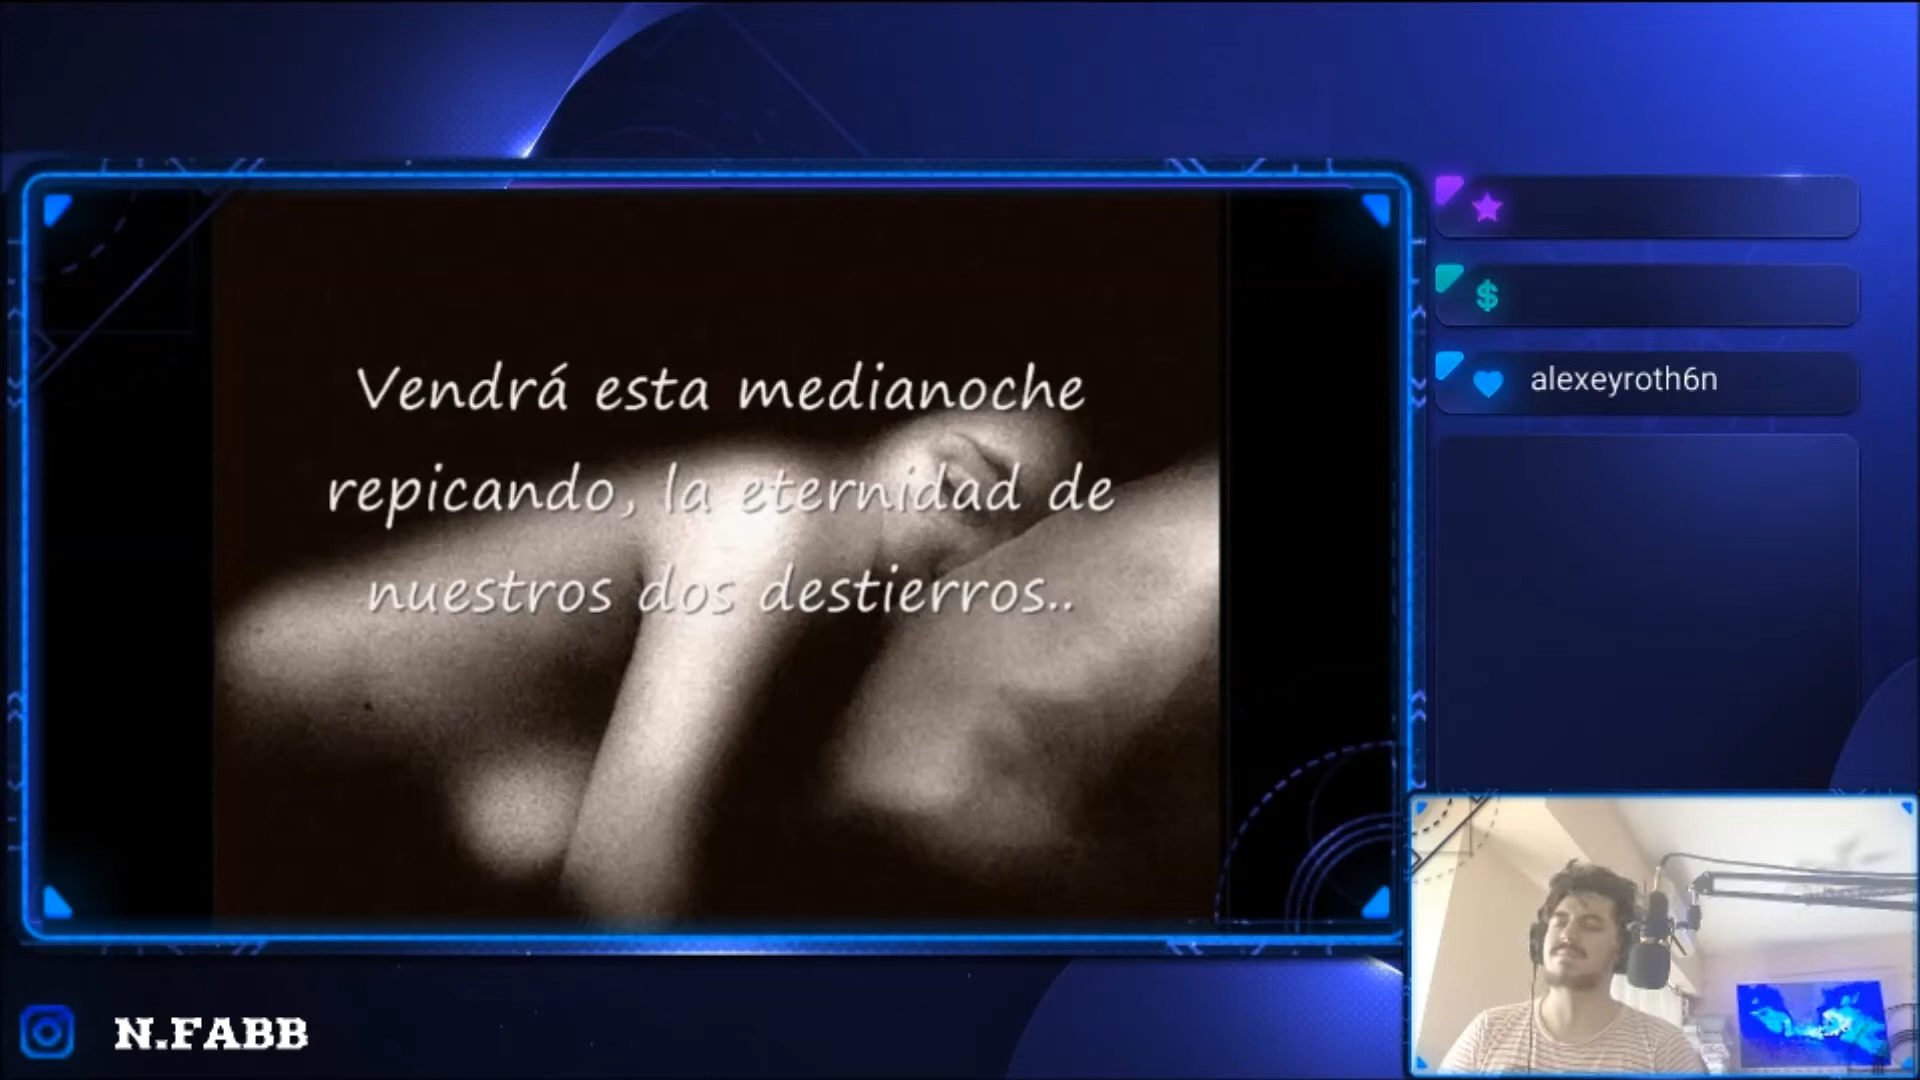 Vendrá esta medianoche
repicando, la eternidad de
nuestros dos destierros..
$
alexeyroth6n
N.FABB